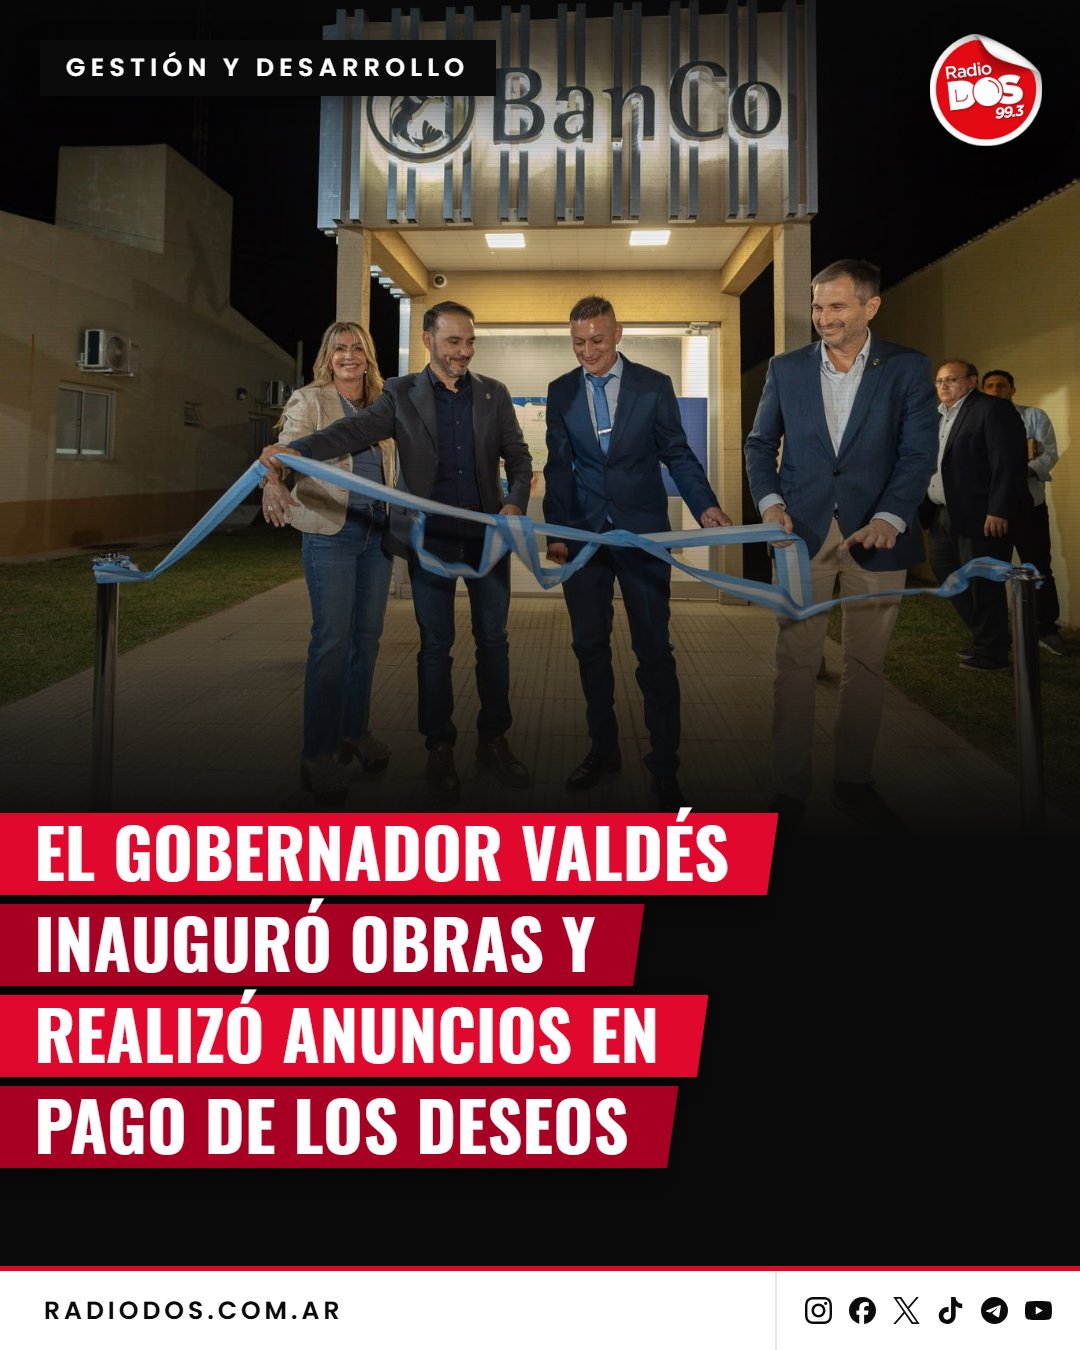 GESTIÓN Y DESARROLLO
BanCo
Radio
DOS
99.3
EL GOBERNADOR VALDÉS
INAUGURÓ OBRAS Y
REALIZÓ ANUNCIOS EN
PAGO DE LOS DESEOS
RADIODOS.COM.AR